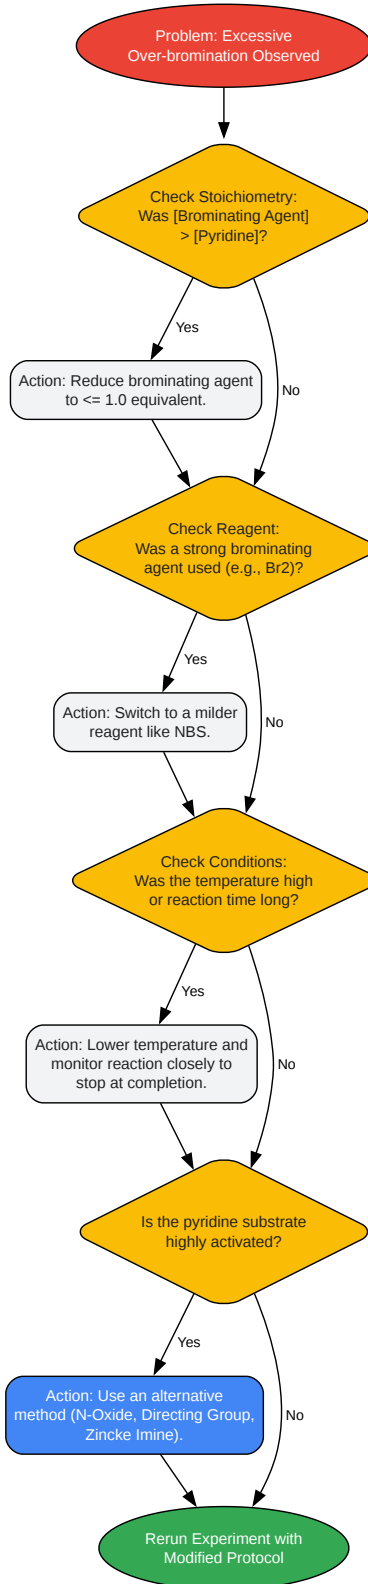 Problem: Excessive
Over-bromination Observed
Check Stoichiometry:
Was [Brominating Agent]
> [Pyridine]?
Yes
No
Action: Reduce brominating agent
to <= 1.0 equivalent.
Check Reagent:
Was a strong brominating
agent used (e.g., Br2)?
Yes
No
Action: Switch to a milder
reagent like NBS.
Check Conditions:
Was the temperature high
or reaction time long?
Yes
No
Action: Lower temperature and
monitor reaction closely to
stop at completion.
Is the pyridine substrate
highly activated?
Yes
No
Action: Use an alternative
method (N-Oxide, Directing Group,
Zincke Imine).
Rerun Experiment with
Modified Protocol